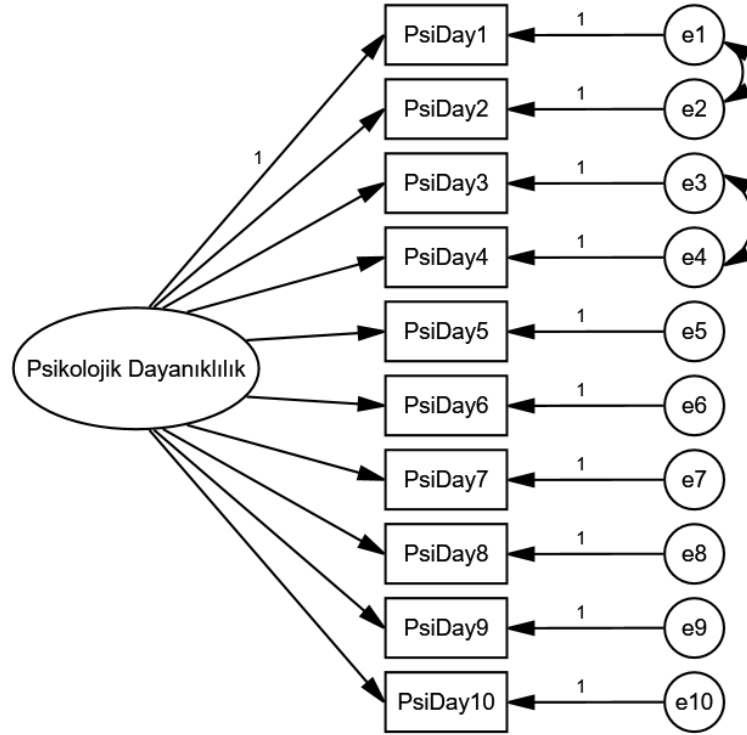 PsiDay1
1
e1
PsiDay2
1
e2
1
PsiDay3
1
e3
PsiDay4
1
e4
PsiDay5
1
e5
Psikolojik Dayanıklılık
PsiDay6
1
e6
PsiDay7
1
e7
PsiDay8
1
e8
PsiDay9
1
e9
PsiDay10
1
e10